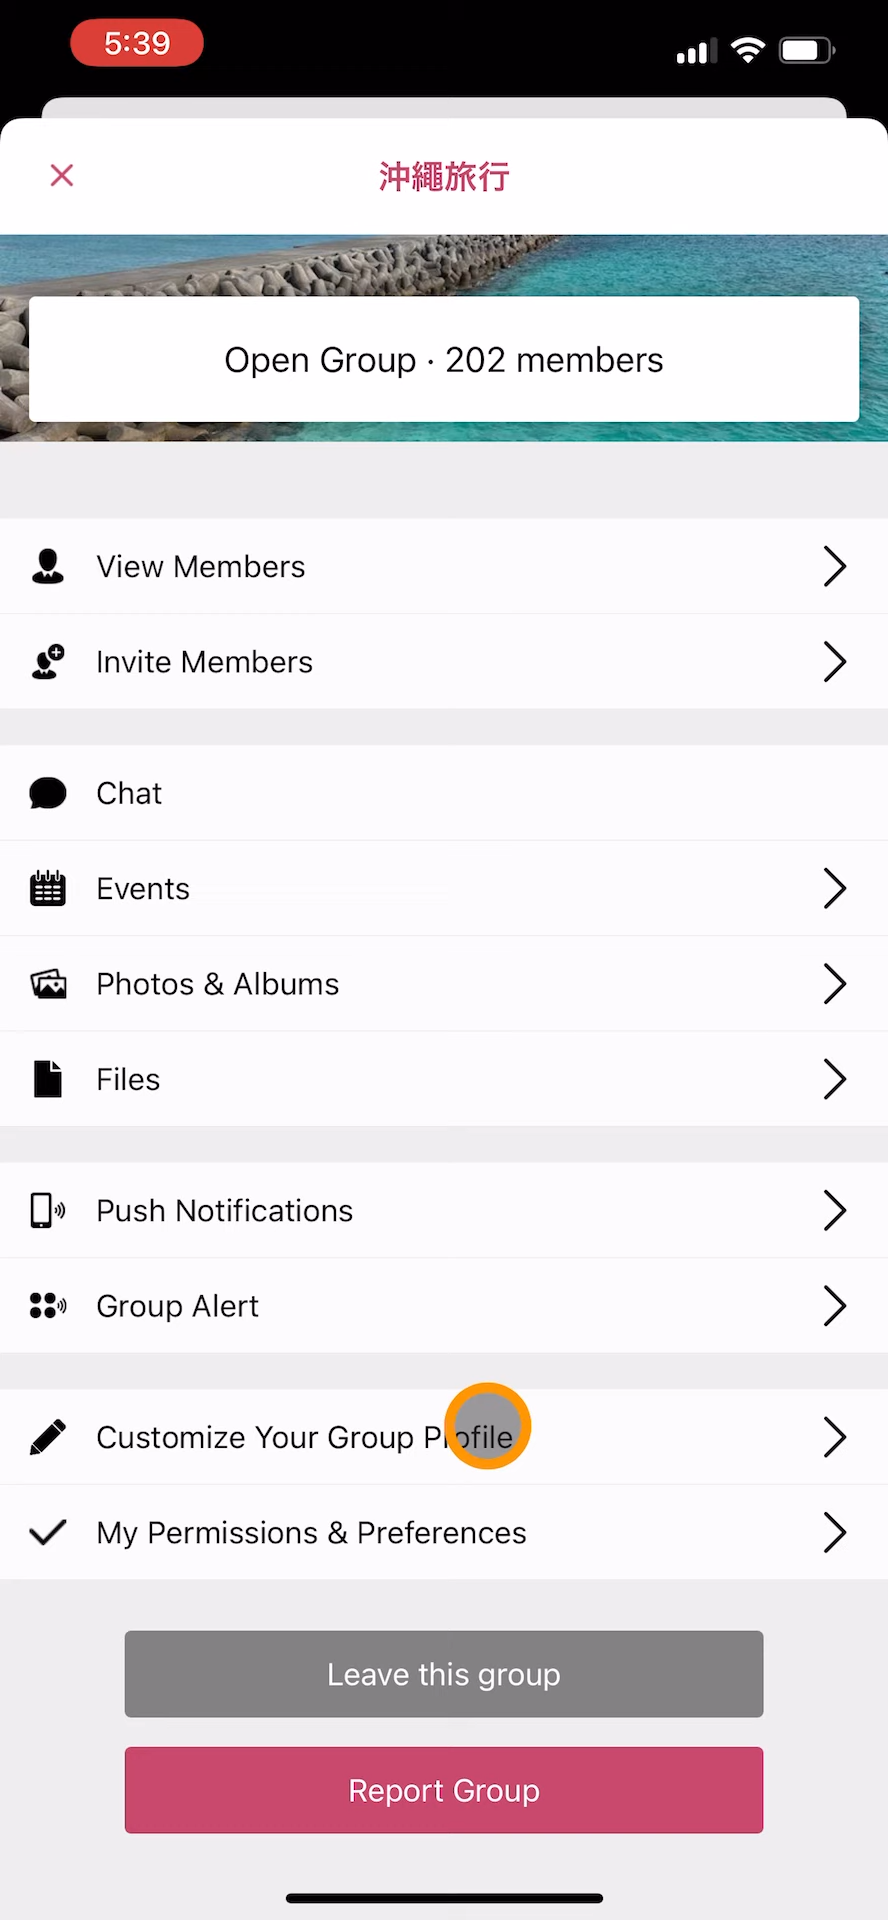 5:39
沖繩旅行
Open Group · 202 members
View Members
Invite Members
Chat
Events
Photos & Albums
Files
Push Notifications
Group Alert
Customize Your Group Profile
My Permissions & Preferences
Leave this group
Report Group